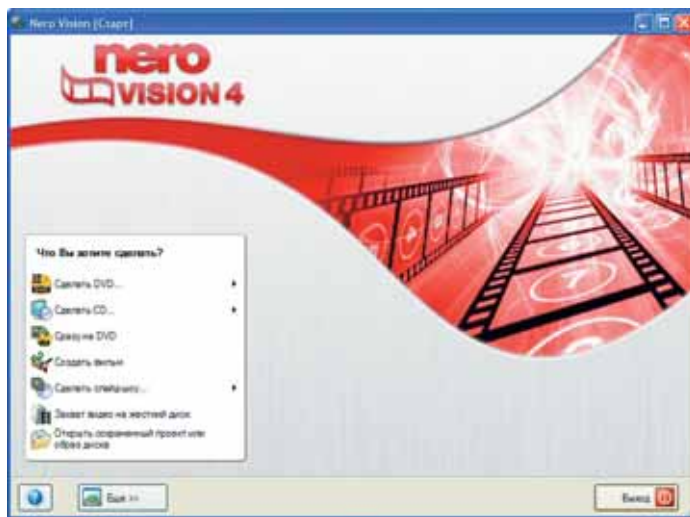 Nero Vision [Старт]
nero
VISION 4
Что Вы хотите сделать?
Сделать DVD...
Сделать CD...
Сразу на DVD
Создать фильм
Сделать слайд-шоу...
Захват видео на жесткий диск
Открыть сохраненный проект или
образ диска
Еще >>
Выход